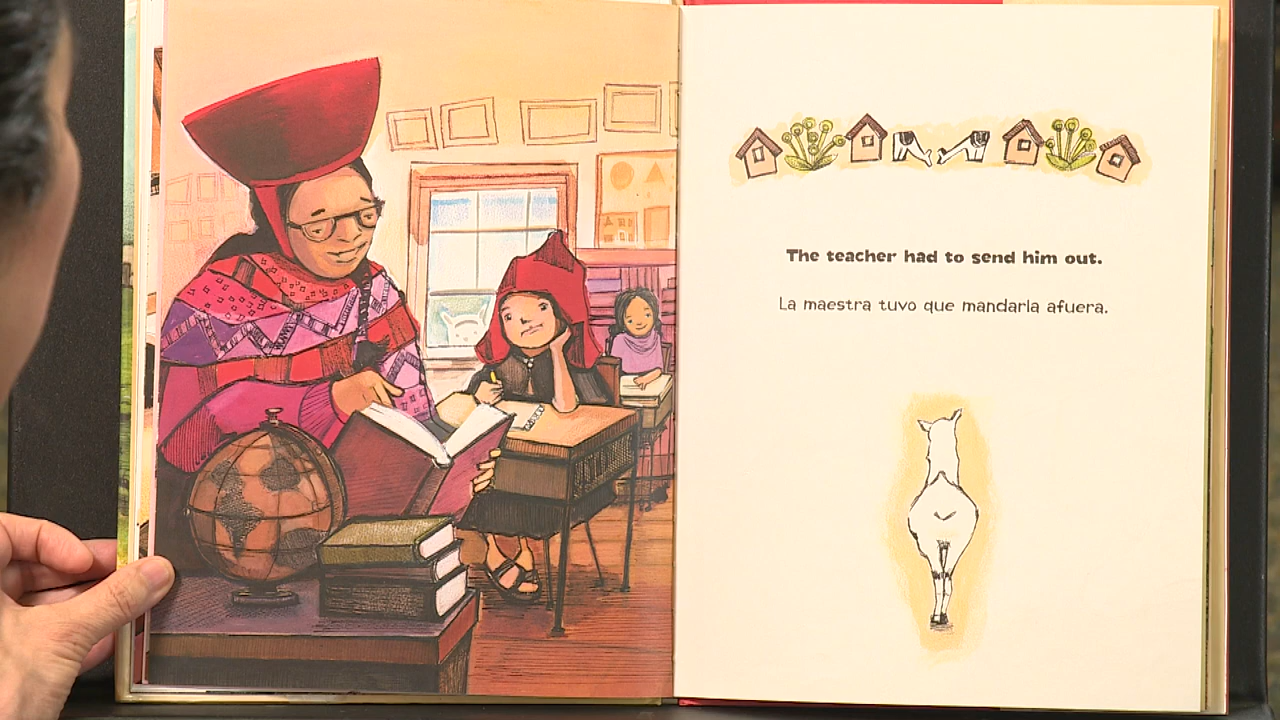 The teacher had to send him out.
La maestra tuvo que mandarla afuera.